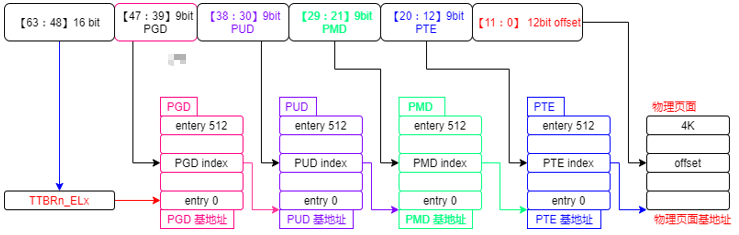 【63：48】16 bit
【47：39】9bit
PGD
【38：30】9bit
PUD
【29：21】9bit
PMD
【20：12】9bit
PTE
【11：0】 12bit offset
PGD
PUD
PMD
PTE
物理页面
entery 512
entery 512
entery 512
entery 512
4K
PGD index
PUD index
PMD index
PTE index
offset
TTBRn_ELx
entry 0
entry 0
entry 0
entry 0
PGD 基地址
PUD 基地址
PMD 基地址
PTE 基地址
物理页面基地址